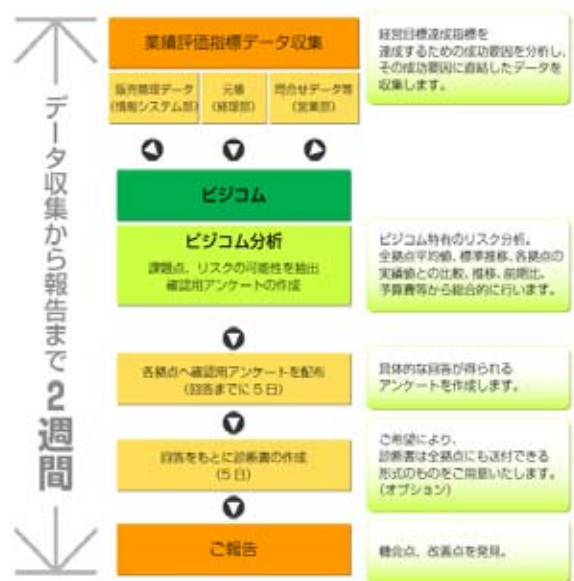 データ収集から報告まで2週間
業績評価指標データ収集
販売管理データ
(情報システム部)
元帳
(経理部)
問合せデータ等
(営業部)
経営目標達成指標を
達成するための成功要因を分析し、
その成功要因に直結したデータを
収集します。
ビジコム
ビジコム分析
課題点、リスクの可能性を抽出
確認用アンケートの作成
ビジコム特有のリスク分析。
全拠点平均値、標準推移、各拠点の
実績値との比較、推移、前期比、
予算費等から総合的に行います。
各拠点へ確認用アンケートを配布
(回答までに5日)
具体的な回答が得られる
アンケートを作成します。
回答をもとに診断書の作成
(5日)
ご希望により、
診断書は全拠点にも送付できる
形式のものをご用意いたします。
(オプション)
ご報告
機会点、改善点を発見。